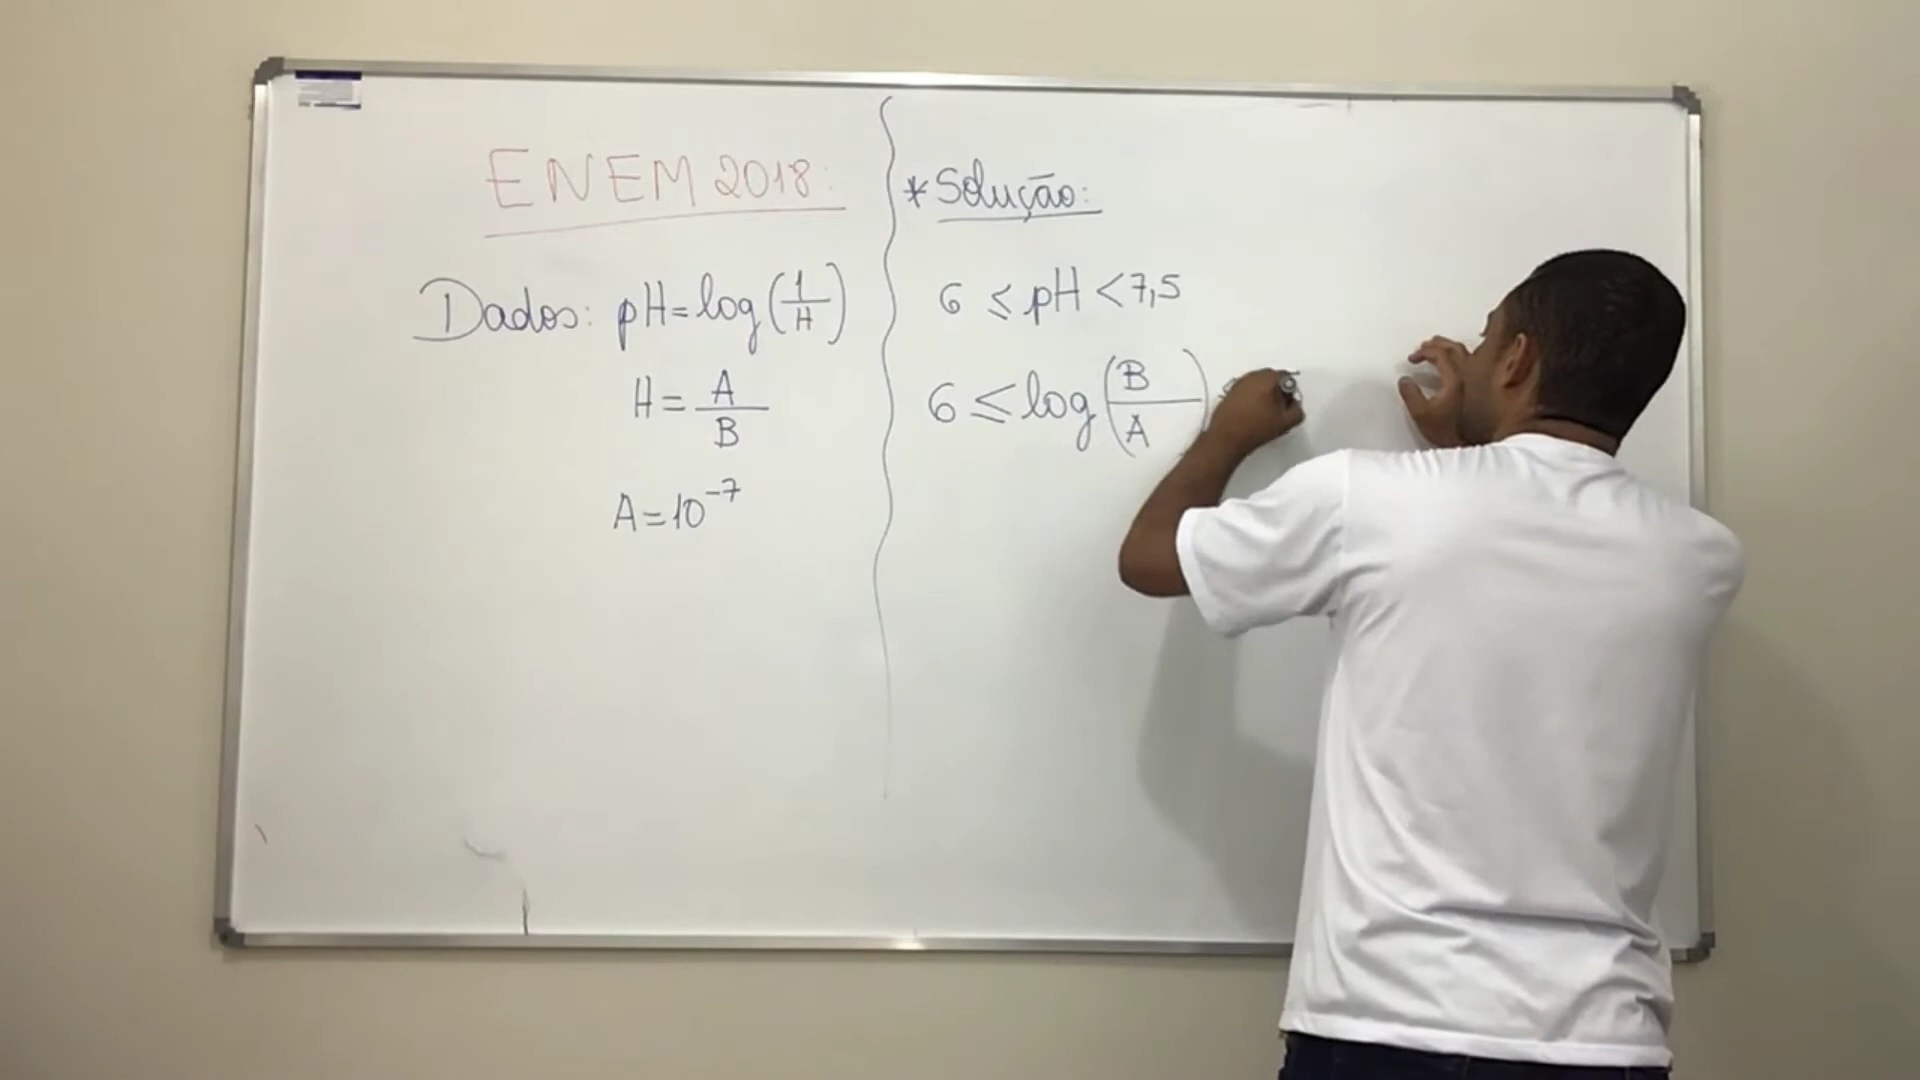 ENEM 2018:
Dados: pH=log(1/H)
H=A/B
A=10⁻⁷
*Solução:
6 ≤ pH < 7,5
6 ≤ log(B/A)